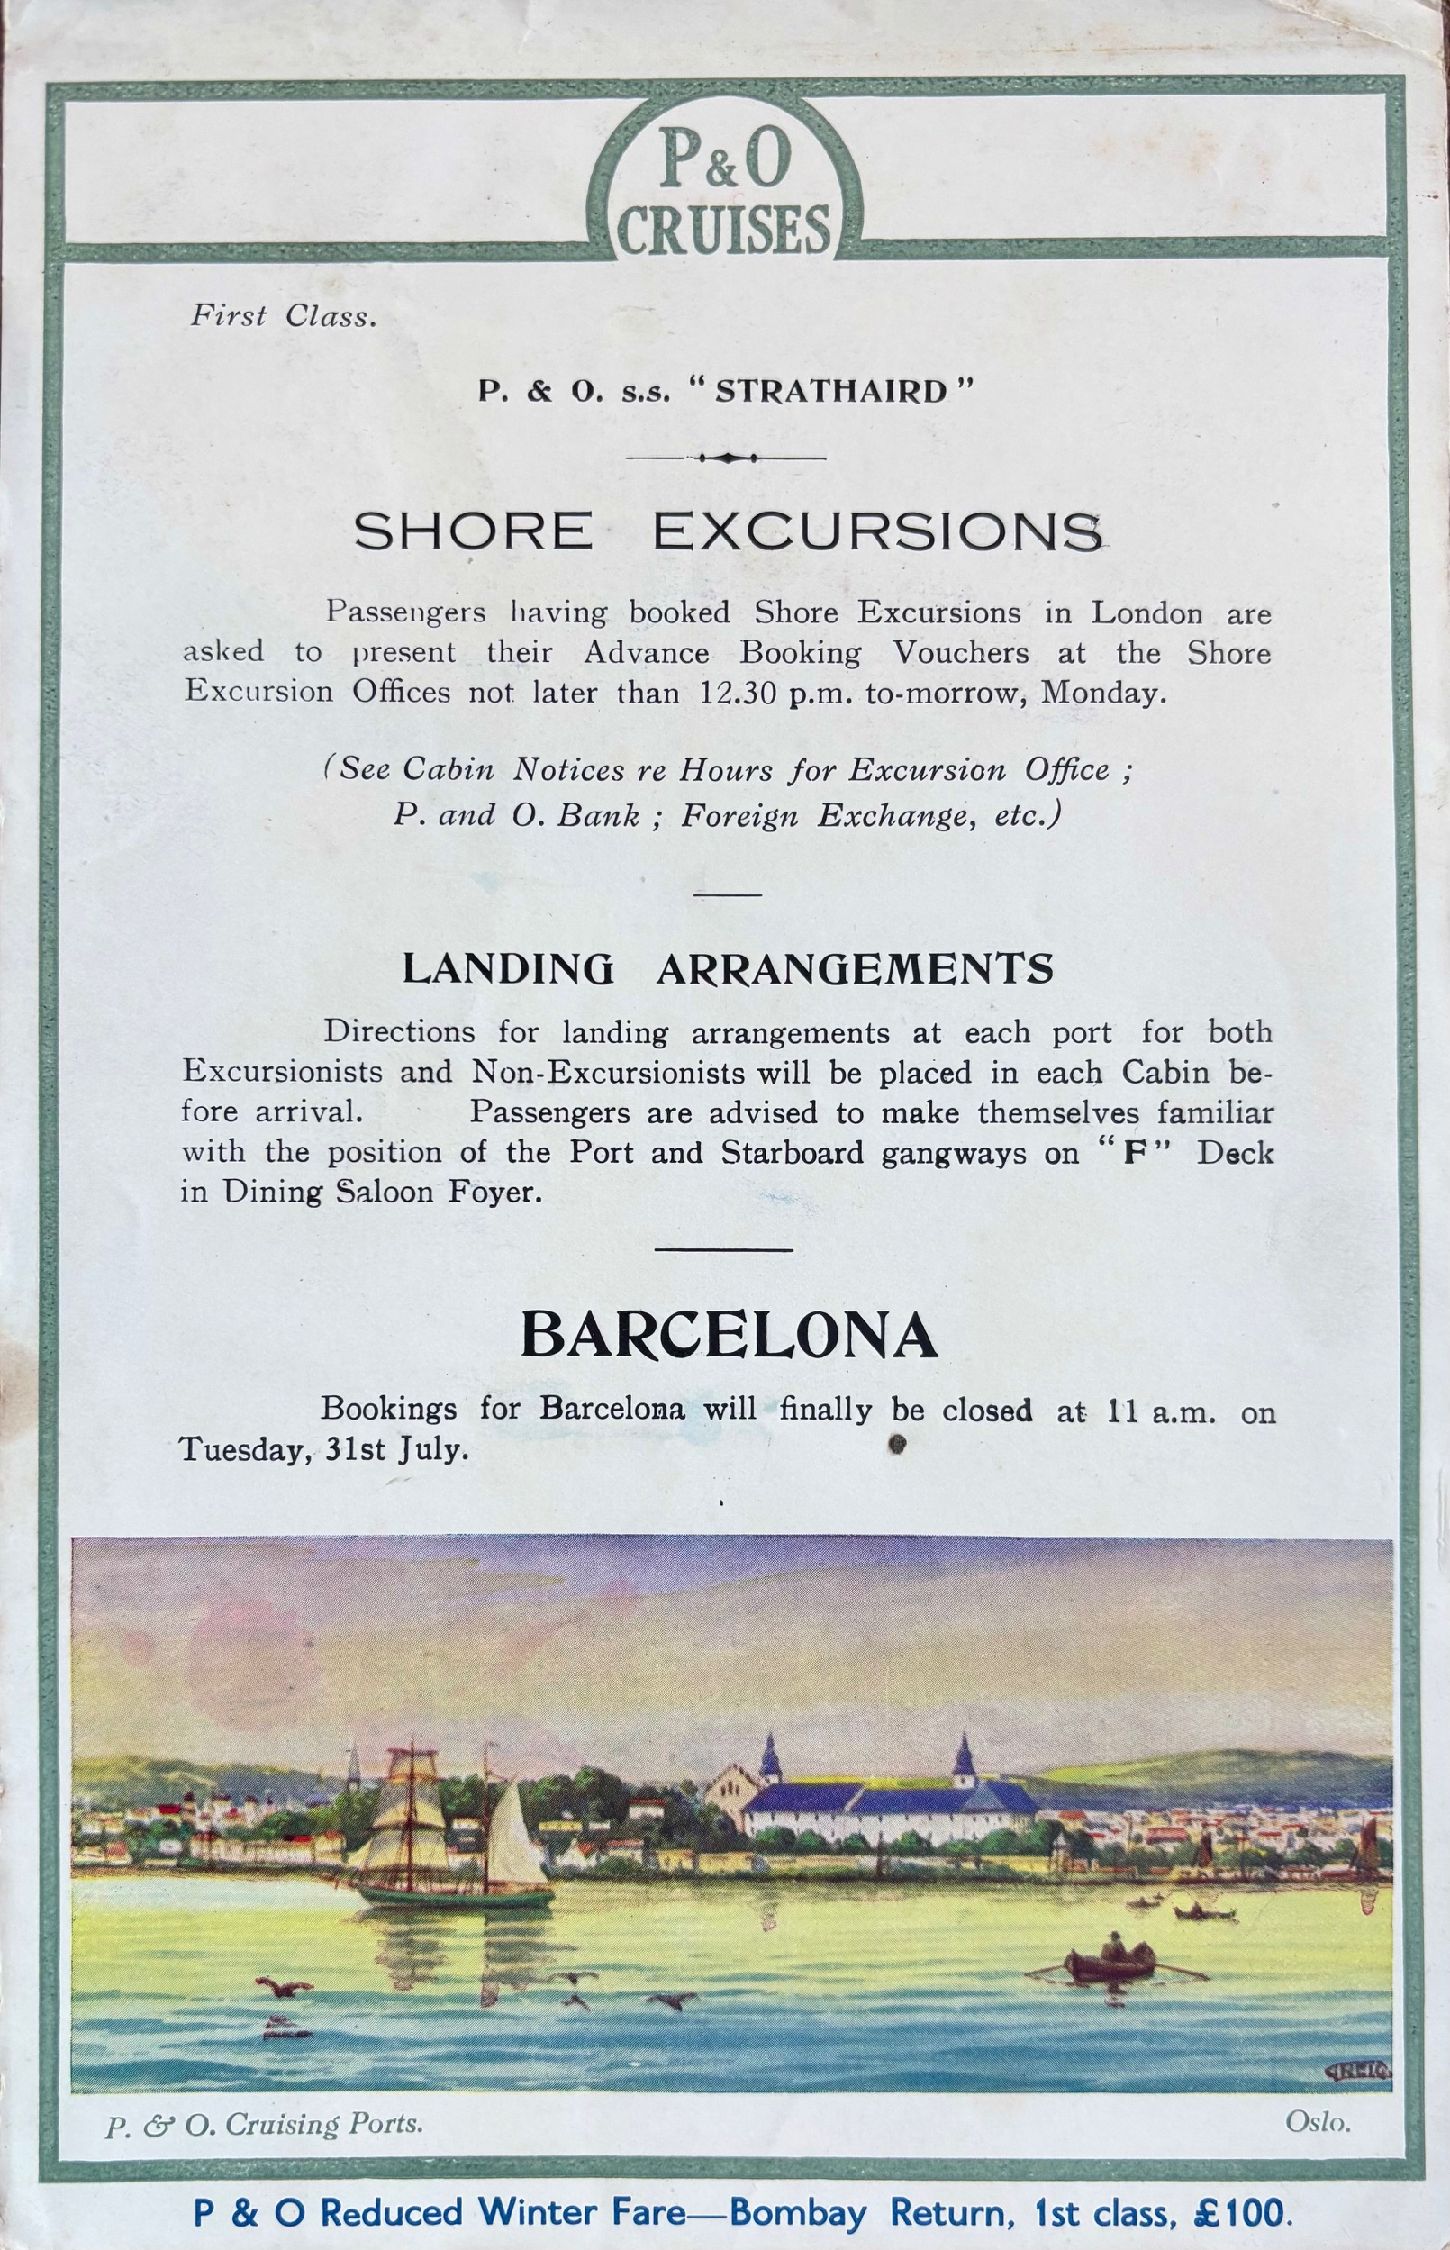 P & O
CRUISES
First Class.
P. & O. s.s. “STRATHAIRD”
SHORE EXCURSIONS
Passengers having booked Shore Excursions in London are
asked to present their Advance Booking Vouchers at the Shore
Excursion Offices not later than 12.30 p.m. to-morrow, Monday.
(See Cabin Notices re Hours for Excursion Office ;
P. and O. Bank ; Foreign Exchange, etc.)
LANDING ARRANGEMENTS
Directions for landing arrangements at each port for both
Excursionists and Non-Excursionists will be placed in each Cabin be-
fore arrival. Passengers are advised to make themselves familiar
with the position of the Port and Starboard gangways on “F” Deck
in Dining Saloon Foyer.
BARCELONA
Bookings for Barcelona will finally be closed at 11 a.m. on
Tuesday, 31st July.
P. & O. Cruising Ports.
Oslo.
P & O Reduced Winter Fare—Bombay Return, 1st class, £100.